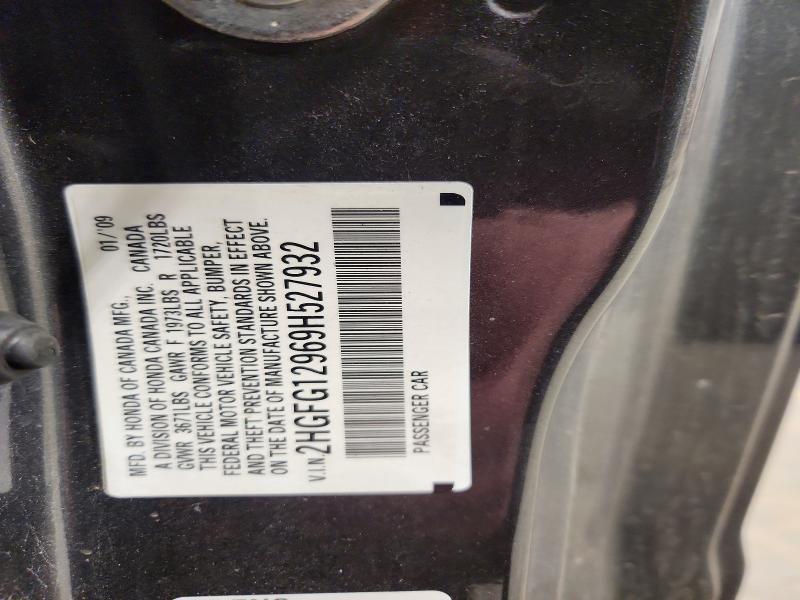 MFD. BY HONDA OF CANADA MFG., 01/'09
A DIVISION OF HONDA CANADA INC. CANADA
GVWR 3671LBS GAWR F 1973LBS R 1720LBS
THIS VEHICLE CONFORMS TO ALL APPLICABLE
FEDERAL MOTOR VEHICLE SAFETY, BUMPER,
AND THEFT PREVENTION STANDARDS IN EFFECT
ON THE DATE OF MANUFACTURE SHOWN ABOVE.
V.I.N. 2HGFG12969H527932
PASSENGER CAR